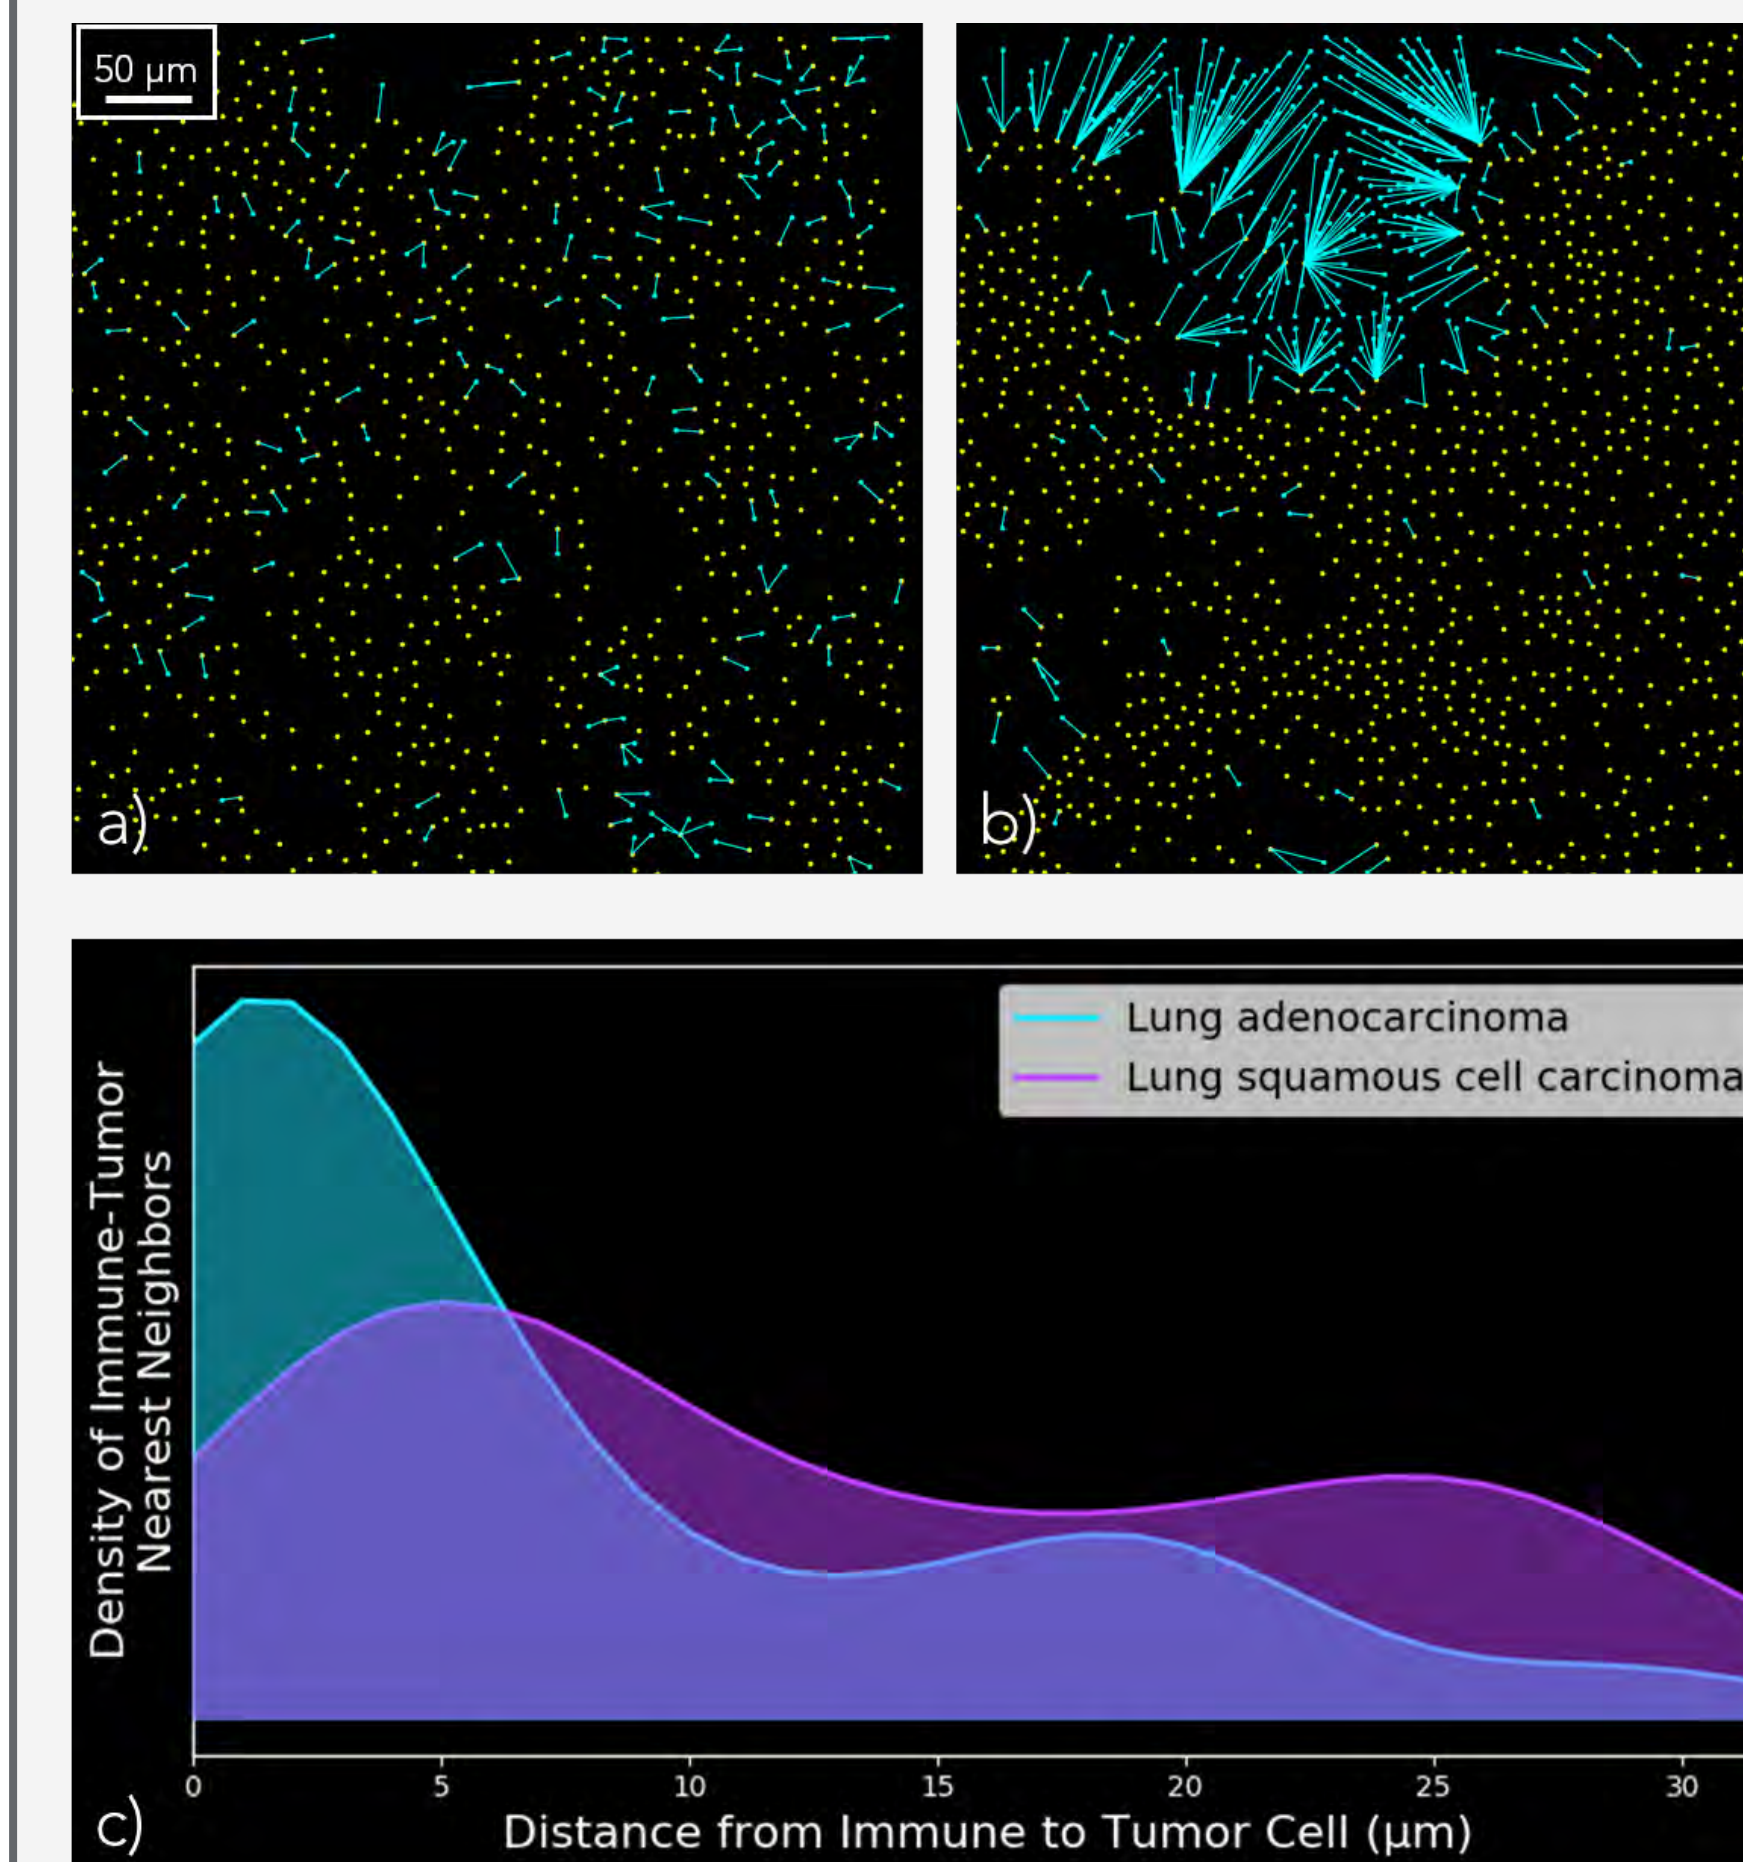 50 μm
a)
b)
Lung adenocarcinoma
Lung squamous cell carcinoma
Density of Immune-Tumor
Nearest Neighbors
0 5 10 15 20 25 30
c)
Distance from Immune to Tumor Cell (μm)